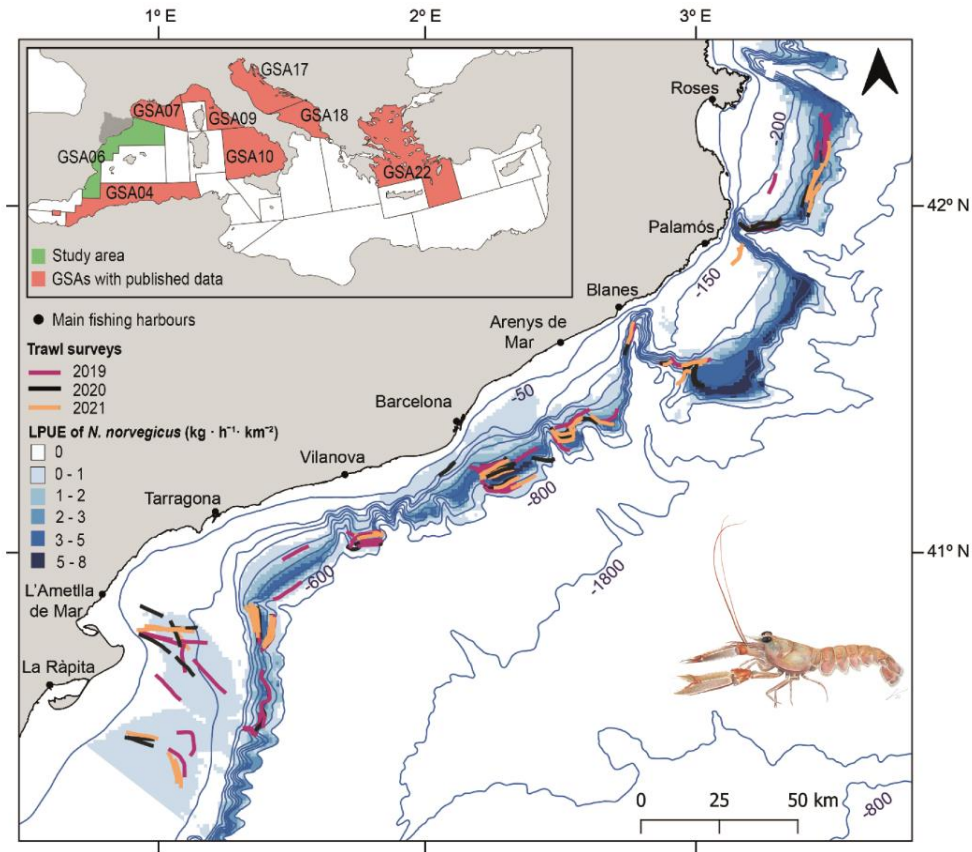 1º E
2º E
3º E
GSA17
GSA07
GSA09
GSA18
GSA06
GSA10
GSA22
GSA04
Study area
GSAs with published data
Main fishing harbours
Trawl surveys
2019
2020
2021
LPUE of N. norvegicus (kg · h⁻¹· km⁻²)
0
0 - 1
1 - 2
2 - 3
3 - 5
5 - 8
Roses
-200
42º N
Palamós
-150
Blanes
Arenys de
Mar
-50
Barcelona
Vilanova
-800
Tarragona
41º N
-600
-1800
L'Ametlla
de Mar
La Ràpita
0 25 50 km
-800
1º E
2º E
3º E